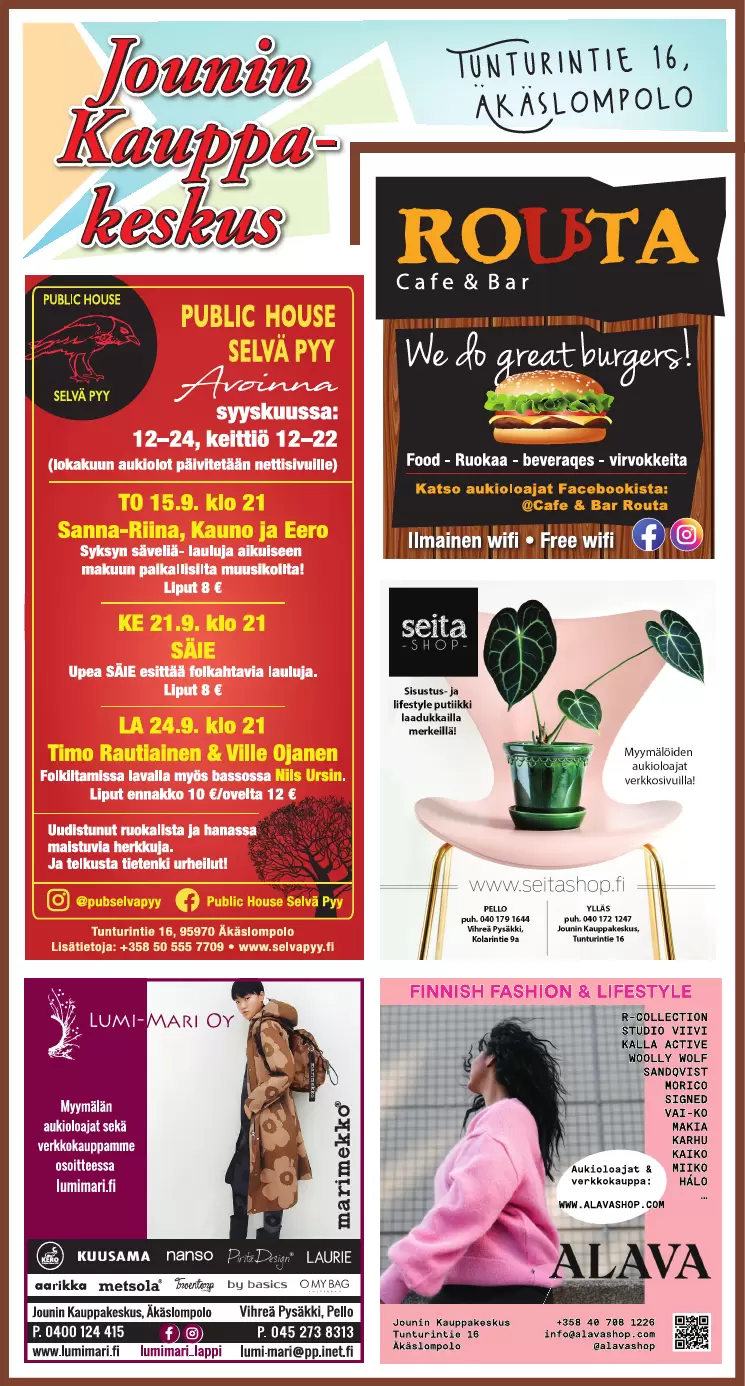 Jounin
Kauppa-
keskus
TUNTURINTIE 16,
ÄKÄSLOMPOLO
PUBLIC HOUSE
SELVÄ PYY
PUBLIC HOUSE
SELVÄ PYY
Avoinna
syyskuussa:
12–24, keittiö 12–22
(lokakuun aukiolot päivitetään nettisivuille)
TO 15.9. klo 21
Sanna-Riina, Kauno ja Eero
Syksyn säveliä- lauluja aikuiseen
makuun paikallisilta muusikoilta!
Liput 8 €
KE 21.9. klo 21
SÄIE
Upea SÄIE esittää folkahtavia lauluja.
Liput 8 €
LA 24.9. klo 21
Timo Rautiainen & Ville Ojanen
Folkiltamissa lavalla myös bassossa Nils Ursin.
Liput ennakko 10 €/ovelta 12 €
Uudistunut ruokalista ja hanassa
maistuvia herkkuja.
Ja telkusta tietenki urheilut!
@pubselvapyy Public House Selvä Pyy
Tunturintie 16, 95970 Äkäslompolo
Lisätietoja: +358 50 555 7709 • www.selvapyy.fi
ROUTA
Cafe & Bar
We do great burgers!
Food - Ruokaa - beveraqes - virvokkeita
Katso aukioloajat Facebookista:
@Cafe & Bar Routa
Ilmainen wifi • Free wifi
seita
-SHOP-
Sisustus- ja
lifestyle putiikki
laadukkailla
merkeillä!
Myymälöiden
aukioloajat
verkkosivuilla!
www.seitashop.fi
PELLO
puh. 040 179 1644
Vihreä Pysäkki,
Kolarintie 9a
YLLÄS
puh. 040 172 1247
Jounin Kauppakeskus,
Tunturintie 16
LUMI-MARI OY
Myymälän
aukioloajat sekä
verkkokauppamme
osoitteessa
lumimari.fi
marimekko
KERO KUUSAMA nanso Pirita Design LAURIE
aarikka metsola Troentorp by basics O MY BAG
Jounin Kauppakeskus, Äkäslompolo
P. 0400 124 415
www.lumimari.fi
lumimari_lappi
Vihreä Pysäkki, Pello
P. 045 273 8313
lumi-mari@pp.inet.fi
FINNISH FASHION & LIFESTYLE
R-COLLECTION
STUDIO VIIVI
KALLA ACTIVE
WOOLLY WOLF
SANDQVIST
MORICO
SIGNED
VAI-KO
MAKIA
KARHU
KAIKO
MIIKO
HÁLO
…
Aukioloajat &
verkkokauppa:
WWW.ALAVASHOP.COM
ALAVA
Jounin Kauppakeskus
Tunturintie 16
Äkäslompolo
+358 40 708 1226
info@alavashop.com
@alavashop